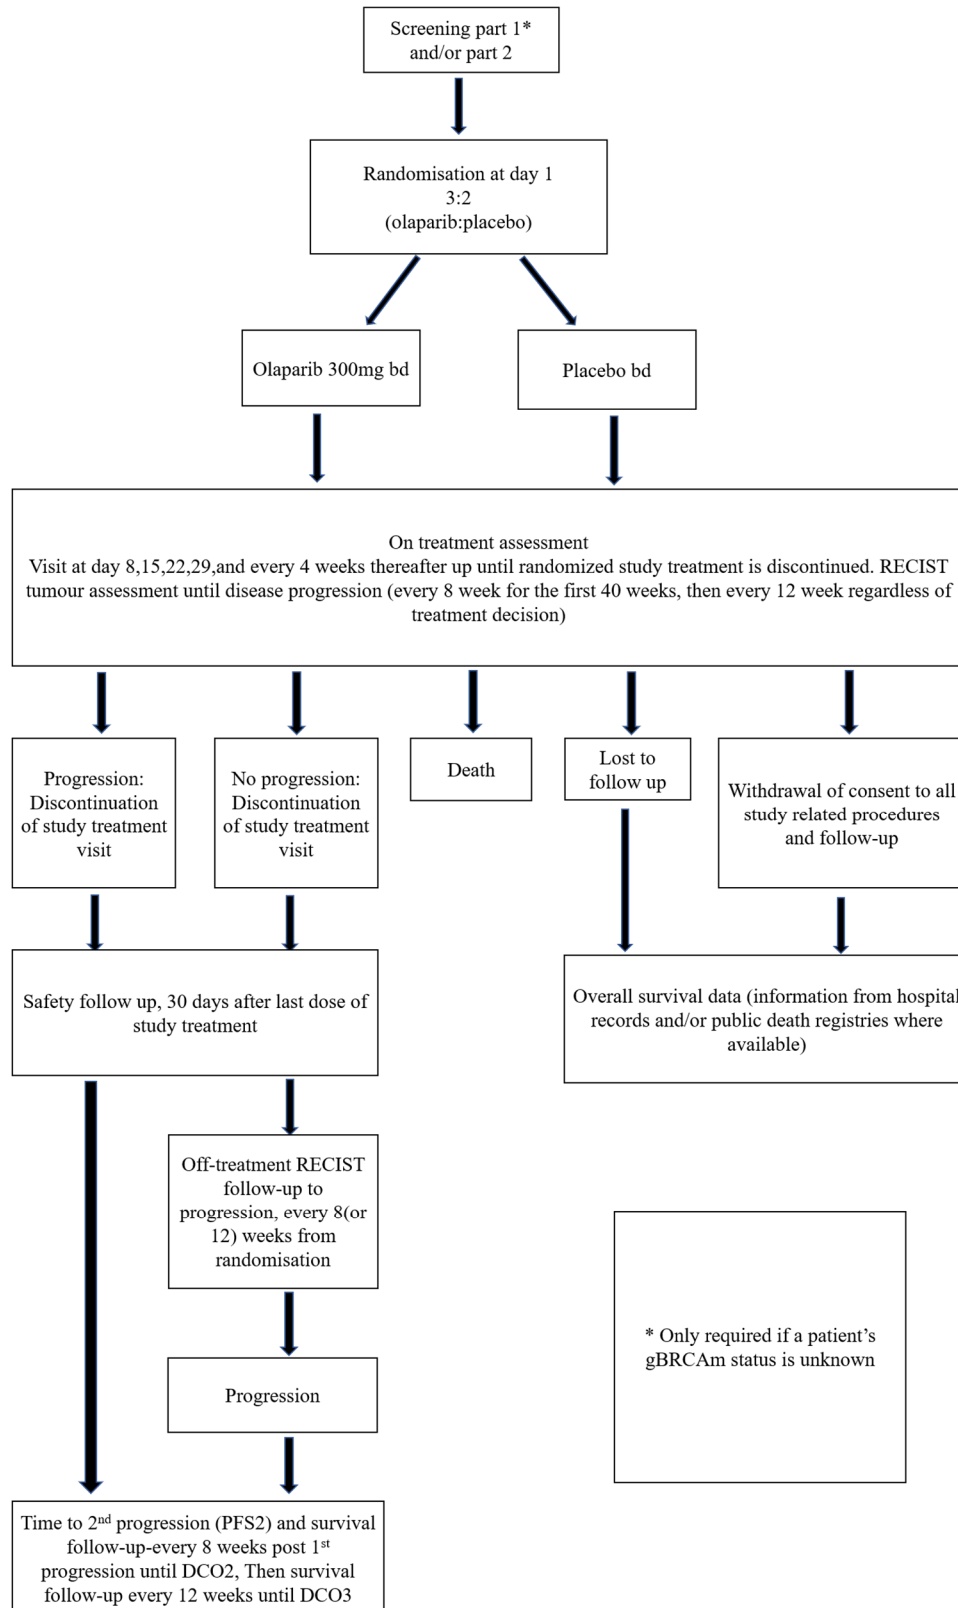 Screening part 1*
and/or part 2
Randomisation at day 1
3:2
(olaparib:placebo)
Olaparib 300mg bd
Placebo bd
On treatment assessment
Visit at day 8,15,22,29,and every 4 weeks thereafter up until randomized study treatment is discontinued. RECIST
tumour assessment until disease progression (every 8 week for the first 40 weeks, then every 12 week regardless of
treatment decision)
Progression:
Discontinuation
of study treatment
visit
No progression:
Discontinuation
of study treatment
visit
Death
Lost to
follow up
Withdrawal of consent to all
study related procedures
and follow-up
Safety follow up, 30 days after last dose of
study treatment
Overall survival data (information from hospital
records and/or public death registries where
available)
Off-treatment RECIST
follow-up to
progression, every 8(or
12) weeks from
randomisation
* Only required if a patient's
gBRCAm status is unknown
Progression
Time to 2nd progression (PFS2) and survival
follow-up-every 8 weeks post 1st
progression until DCO2, Then survival
follow-up every 12 weeks until DCO3